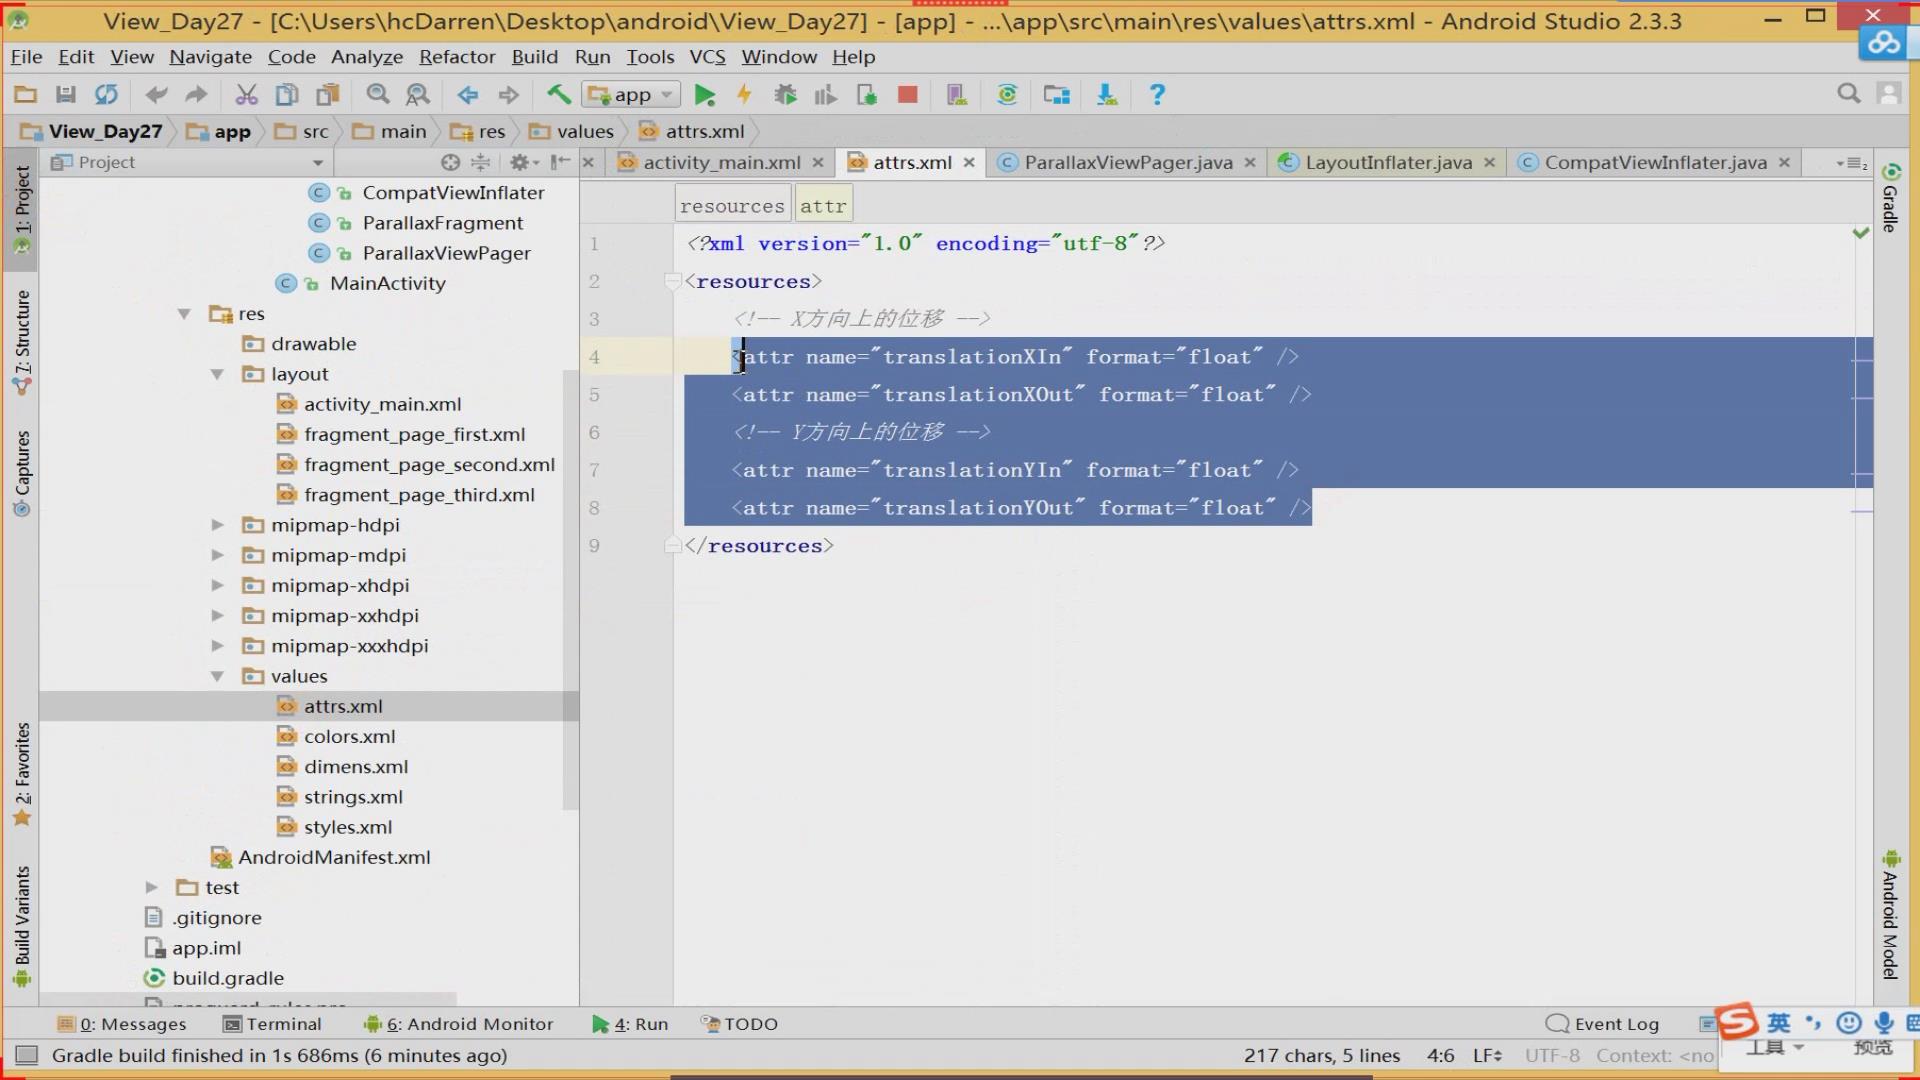 View_Day27 - [C:\Users\hcDarren\Desktop\android\View_Day27] - [app] - ...\app\src\main\res\values\attrs.xml - Android Studio 2.3.3
File Edit View Navigate Code Analyze Refactor Build Run Tools VCS Window Help
app
View_Day27 app src main res values attrs.xml
Project
activity_main.xml attrs.xml ParallaxViewPager.java LayoutInflater.java CompatViewInflater.java
1: Project
7: Structure
Captures
2: Favorites
Build Variants
CompatViewInflater
ParallaxFragment
ParallaxViewPager
MainActivity
res
drawable
layout
activity_main.xml
fragment_page_first.xml
fragment_page_second.xml
fragment_page_third.xml
mipmap-hdpi
mipmap-mdpi
mipmap-xhdpi
mipmap-xxhdpi
mipmap-xxxhdpi
values
attrs.xml
colors.xml
dimens.xml
strings.xml
styles.xml
AndroidManifest.xml
test
.gitignore
app.iml
build.gradle
resources attr
1 <?xml version="1.0" encoding="utf-8"?>
2 <resources>
3 <!-- X方向上的位移 -->
4 <attr name="translationXIn" format="float" />
5 <attr name="translationXOut" format="float" />
6 <!-- Y方向上的位移 -->
7 <attr name="translationYIn" format="float" />
8 <attr name="translationYOut" format="float" />
9 </resources>
Gradle
Android Model
0: Messages Terminal 6: Android Monitor 4: Run TODO Event Log
英
Gradle build finished in 1s 686ms (6 minutes ago) 217 chars, 5 lines 4:6 LF UTF-8 Context: <no
工具 预览